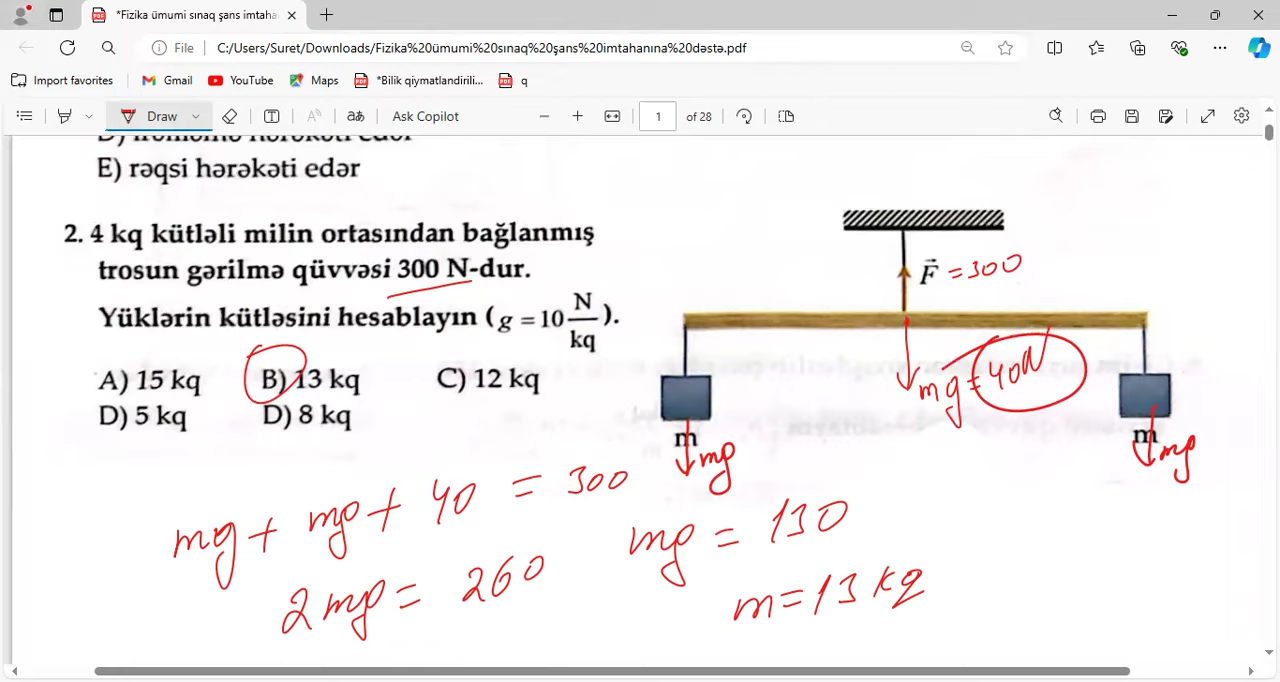 *Fizika ümumi sınaq şans imtaha
File C:/Users/Suret/Downloads/Fizika%20ümumi%20sınaq%20şans%20imtahanına%20dəstə.pdf
Import favorites Gmail YouTube Maps *Bilik qiymatlandirili... q
Draw Ask Copilot 1 of 28
E) rəqsi hərəkəti edər
2. 4 kq kütləli milin ortasından bağlanmış
trosun gərilmə qüvvəsi 300 N-dur.
Yüklərin kütləsini hesablayın (g = 10 N/kq).
A) 15 kq B) 13 kq C) 12 kq
D) 5 kq D) 8 kq
F = 300
mg = 40N
m m
mg mg
mg + mg + 40 = 300
2mg = 260
mg = 130
m = 13 kq